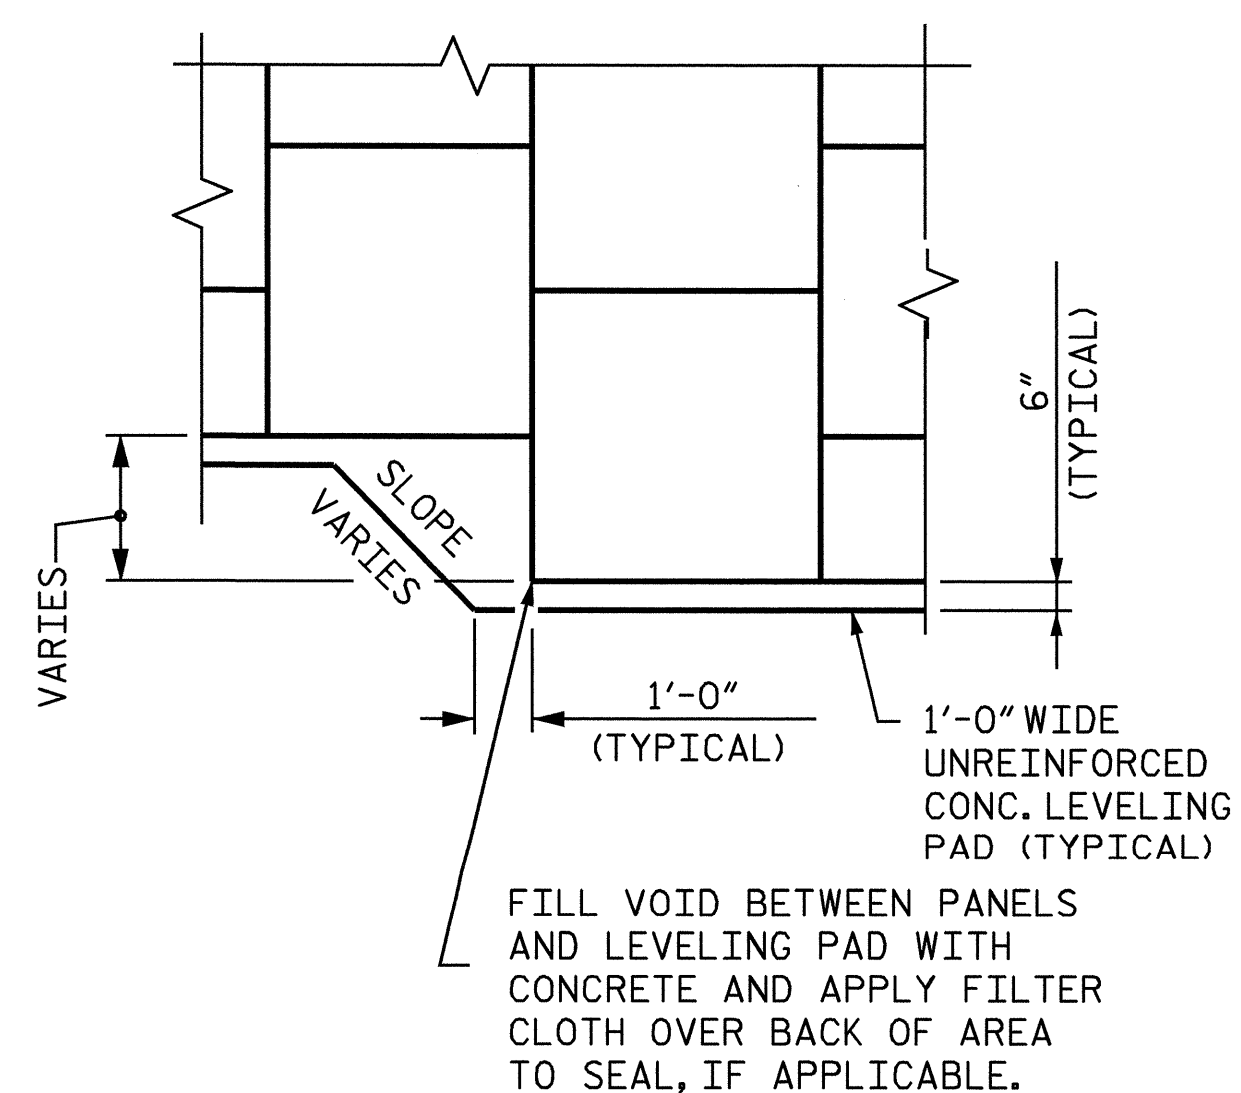 6"
(TYPICAL)
SLOPE
VARIES
VARIES
1'-0"
(TYPICAL)
1'-0" WIDE
UNREINFORCED
CONC. LEVELING
PAD (TYPICAL)
FILL VOID BETWEEN PANELS
AND LEVELING PAD WITH
CONCRETE AND APPLY FILTER
CLOTH OVER BACK OF AREA
TO SEAL, IF APPLICABLE.